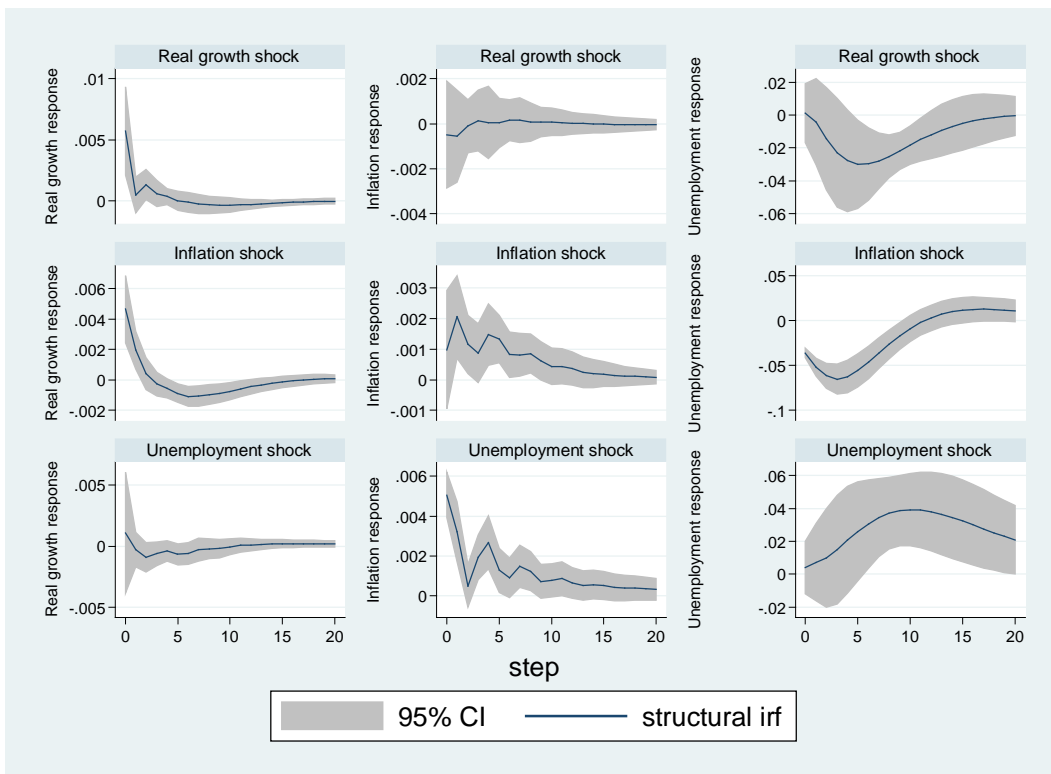 Real growth shock
Real growth response
.01
.005
0
Real growth shock
Inflation response
.002
0
-.002
-.004
Real growth shock
Unemployment response
.02
0
-.02
-.04
-.06
Inflation shock
Real growth response
.006
.004
.002
0
-.002
Inflation shock
Inflation response
.003
.002
.001
0
-.001
Inflation shock
Unemployment response
.05
0
-.05
-.1
Unemployment shock
Real growth response
.005
0
-.005
0 5 10 15 20
Unemployment shock
Inflation response
.006
.004
.002
0
0 5 10 15 20
Unemployment shock
Unemployment response
.06
.04
.02
0
-.02
0 5 10 15 20
step
95% CI
structural irf